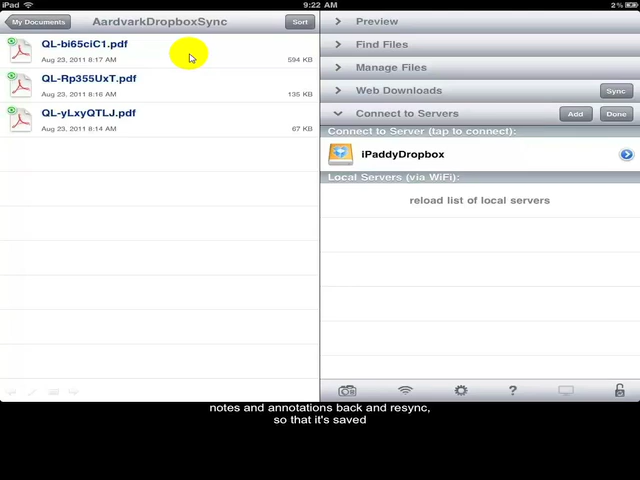 iPad 9:22 AM 2%
My Documents AardvarkDropboxSync Sort
QL-bi65ciC1.pdf
Aug 23, 2011 8:17 AM 594 KB
QL-Rp355UxT.pdf
Aug 23, 2011 8:16 AM 135 KB
QL-yLxyQTLJ.pdf
Aug 23, 2011 8:14 AM 67 KB
Preview
Find Files
Manage Files
Web Downloads Sync
Connect to Servers Add Done
Connect to Server (tap to connect):
iPaddyDropbox
Local Servers (via WiFi):
reload list of local servers
?
notes and annotations back and resync,
so that it's saved